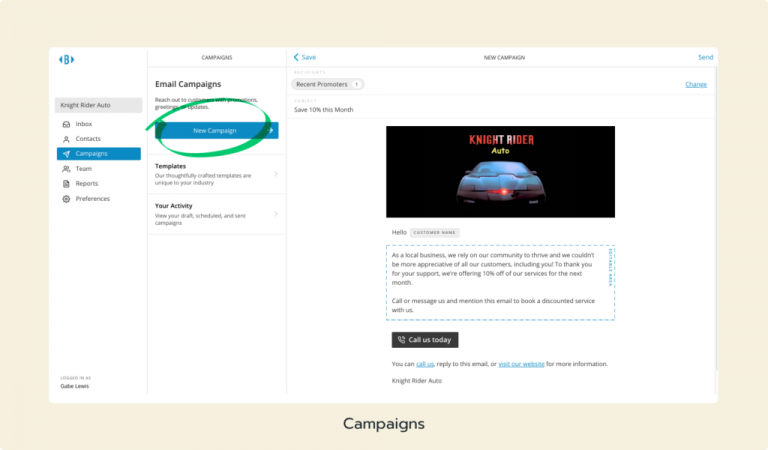 B
Knight Rider Auto
Inbox
Contacts
Campaigns
Team
Reports
Preferences
LOGGED IN AS
Gabe Lewis
CAMPAIGNS
Email Campaigns
Reach out to customers with promotions,
greetings, or updates.
New Campaign
Templates
Our thoughtfully crafted templates are
unique to your industry
Your Activity
View your draft, scheduled, and sent
campaigns
Save
NEW CAMPAIGN
Send
RECIPIENTS
Recent Promoters 1
Change
SUBJECT
Save 10% this Month
KNIGHT RIDER
Auto
Hello CUSTOMER NAME
As a local business, we rely on our community to thrive and we couldn't
be more appreciative of all our customers, including you! To thank you
for your support, we're offering 10% off of our services for the next
month.
Call or message us and mention this email to book a discounted service
with us.
EDITABLE AREA
Call us today
You can call us, reply to this email, or visit our website for more information.
Knight Rider Auto
Campaigns